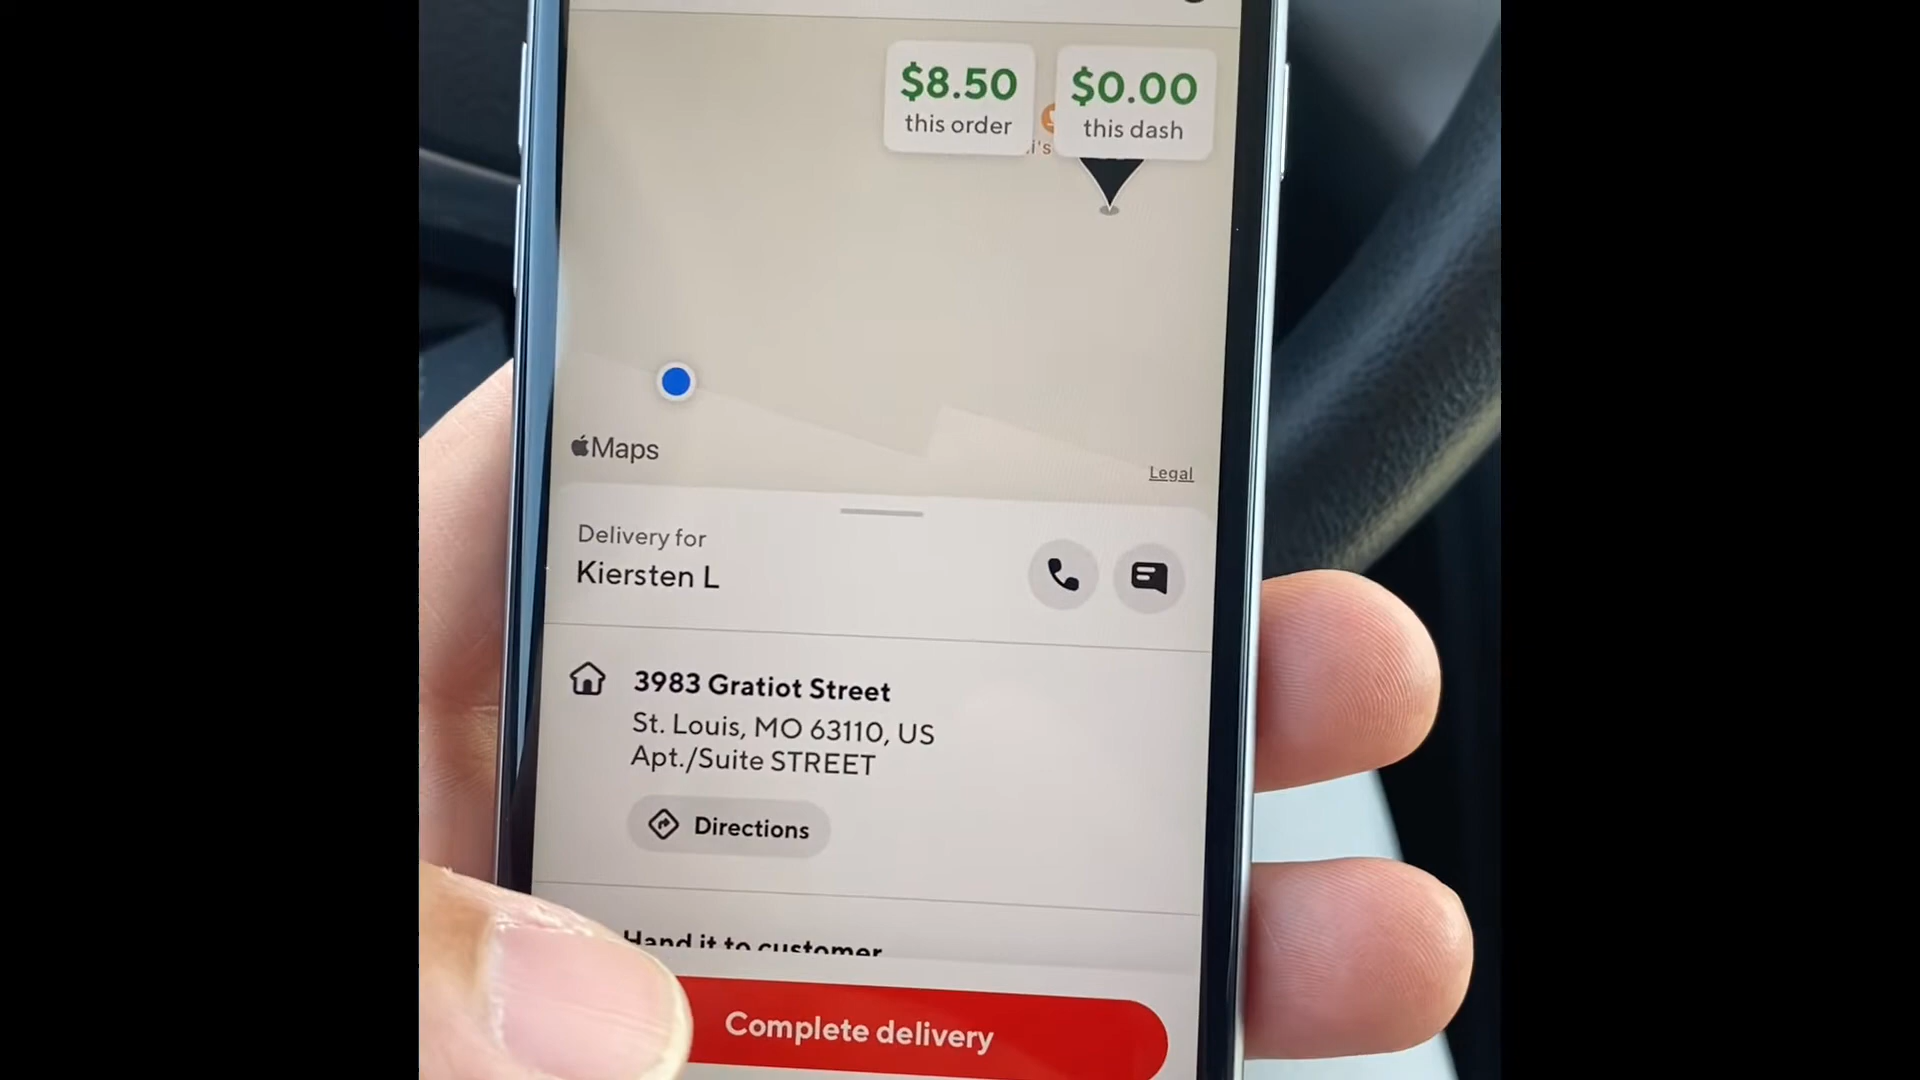 $8.50
this order
$0.00
this dash
i's
Maps
Legal
Delivery for
Kiersten L
3983 Gratiot Street
St. Louis, MO 63110, US
Apt./Suite STREET
Directions
Hand it to customer
Complete delivery